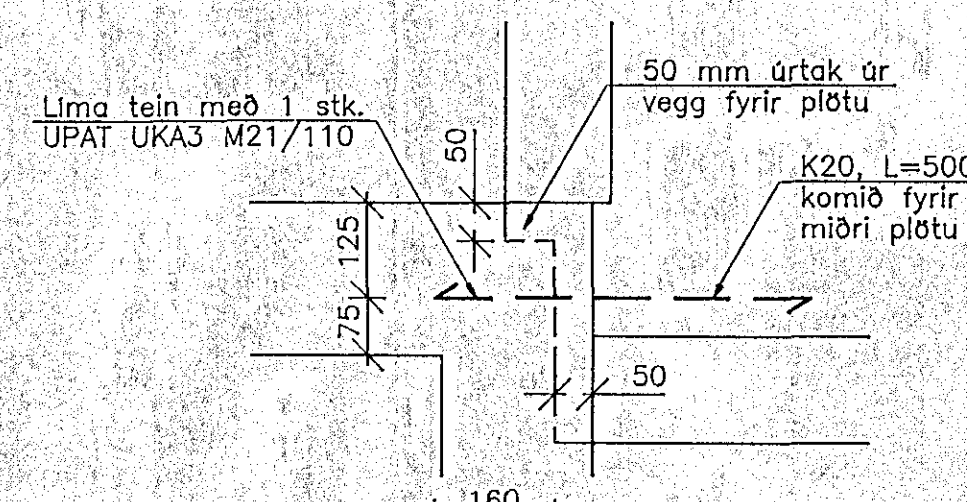 50 mm úrtak úr
vegg fyrir plötu
Líma tein með 1 stk.
UPAT UKA3 M21/110
50
K20, L=500
komið fyrir
miðri plötu
125
75
50
160